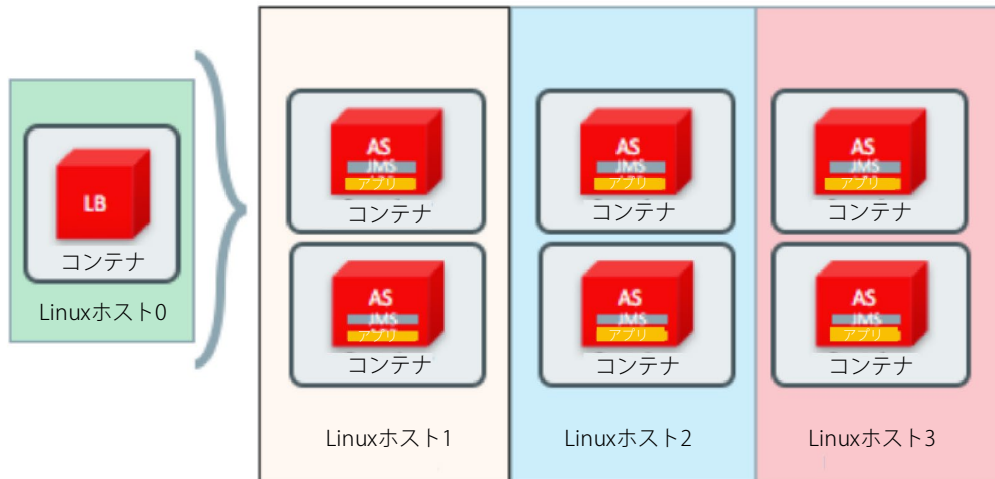 LB
コンテナ
Linuxホスト0
AS
JMS
アプリ
コンテナ
AS
JMS
アプリ
コンテナ
Linuxホスト1
AS
JMS
アプリ
コンテナ
AS
JMS
アプリ
コンテナ
Linuxホスト2
AS
JMS
アプリ
コンテナ
AS
JMS
アプリ
コンテナ
Linuxホスト3